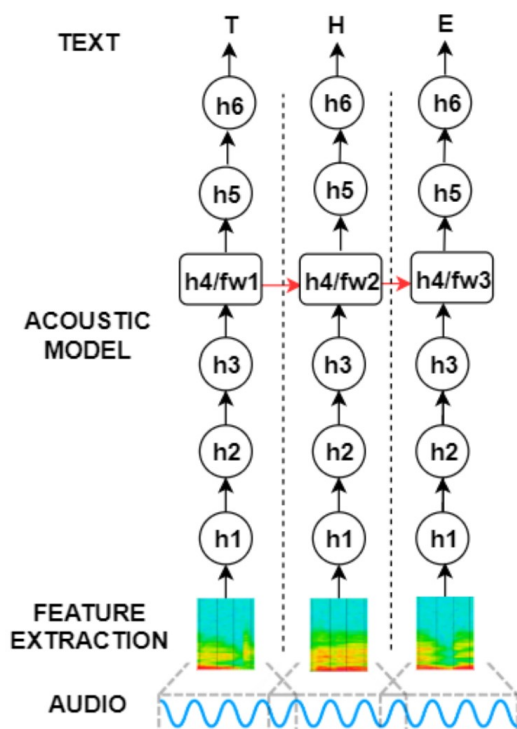 TEXT T H E
h6 h6 h6
h5 h5 h5
h4/fw1 h4/fw2 h4/fw3
ACOUSTIC
MODEL
h3 h3 h3
h2 h2 h2
h1 h1 h1
FEATURE
EXTRACTION
AUDIO